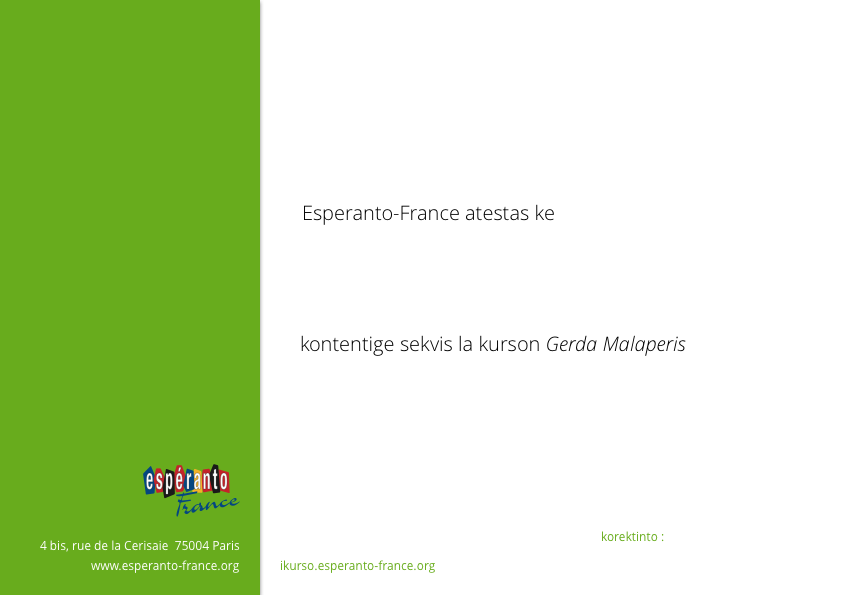 Esperanto-France atestas ke
kontentige sekvis la kurson Gerda Malaperis
espéranto
France
4 bis, rue de la Cerisaie 75004 Paris
www.esperanto-france.org
korektinto :
ikurso.esperanto-france.org